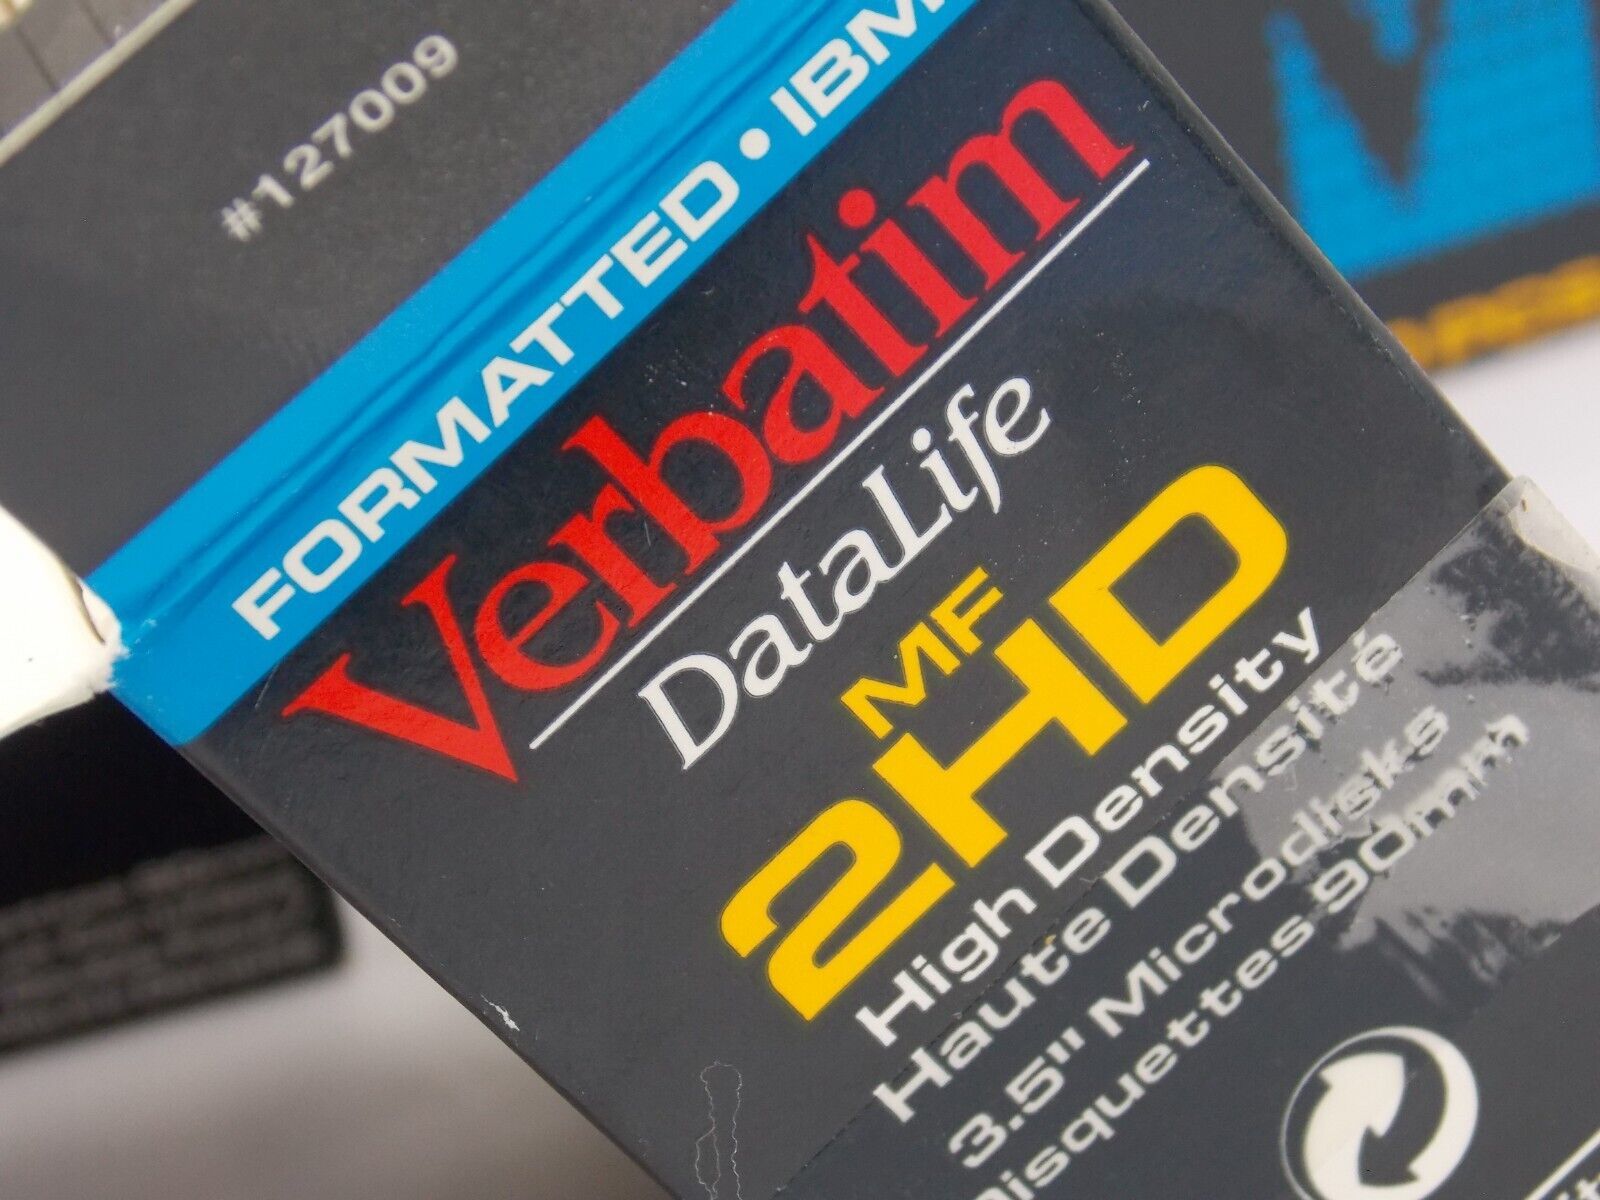 #127009
FORMATTED • IBM
Verbatim
DataLife
MF
2HD
High Density
Haute Densité
3.5" Microdisks
Disquettes 90mm